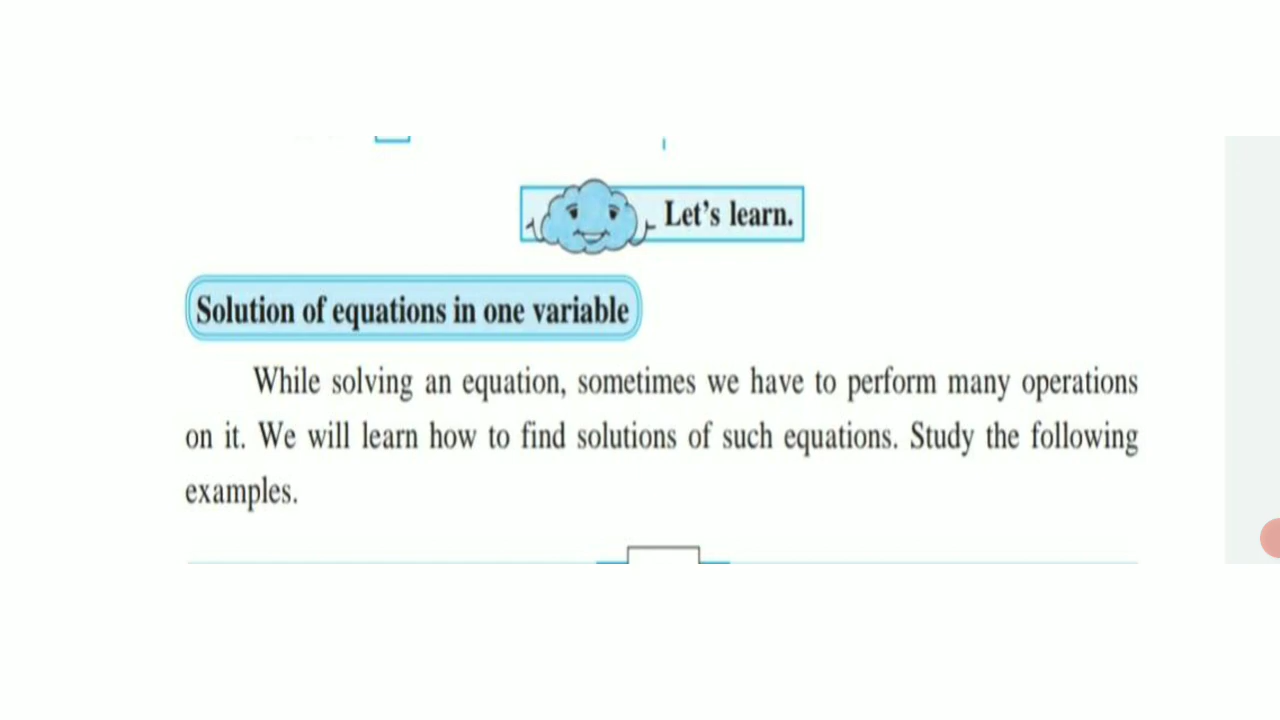 Let's learn.
Solution of equations in one variable
While solving an equation, sometimes we have to perform many operations
on it. We will learn how to find solutions of such equations. Study the following
examples.